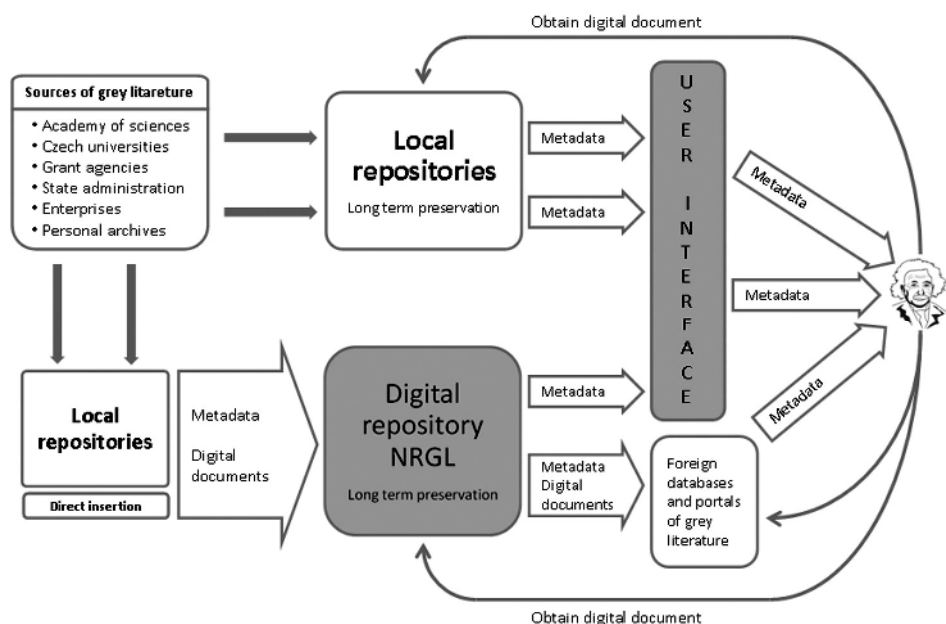 Obtain digital document
Sources of grey litareture
• Academy of sciences
• Czech universities
• Grant agencies
• State administration
• Enterprises
• Personal archives
Local
repositories
Long term preservation
Metadata
Metadata
USER INTERFACE
Metadata
Metadata
Metadata
Local
repositories
Direct insertion
Metadata
Digital
documents
Digital
repository
NRGL
Long term preservation
Metadata
Metadata
Digital
documents
Foreign
databases
and portals
of grey
literature
Obtain digital document